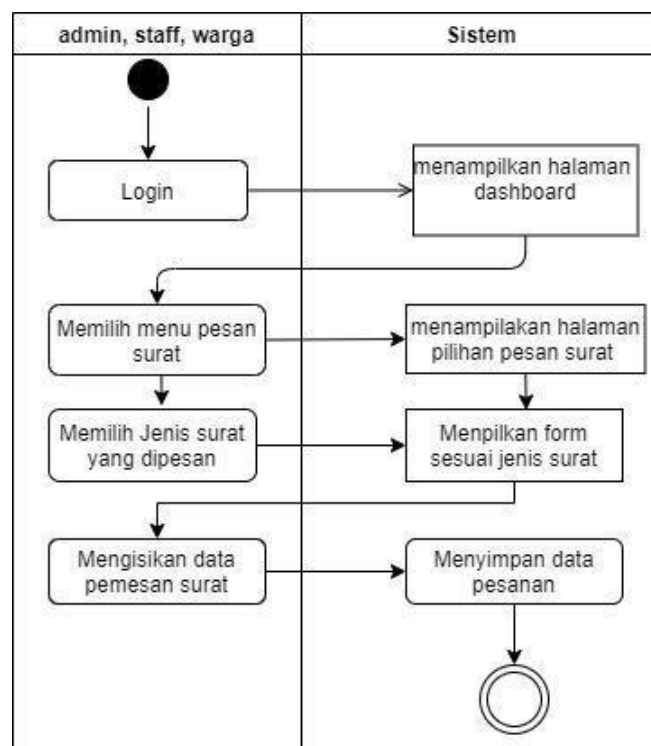 admin, staff, warga
Sistem
Login
menampilkan halaman
dashboard
Memilih menu pesan
surat
menampilakan halaman
pilihan pesan surat
Memilih Jenis surat
yang dipesan
Menpilkan form
sesuai jenis surat
Mengisikan data
pemesan surat
Menyimpan data
pesanan